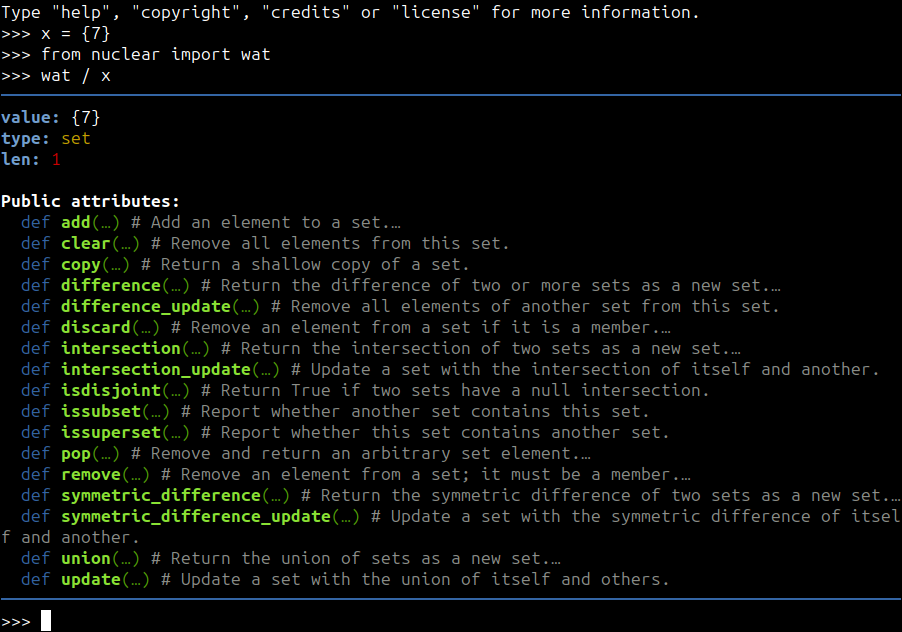 Type "help", "copyright", "credits" or "license" for more information.
>>> x = {7}
>>> from nuclear import wat
>>> wat / x
value: {7}
type: set
len: 1
Public attributes:
  def add(…) # Add an element to a set.…
  def clear(…) # Remove all elements from this set.
  def copy(…) # Return a shallow copy of a set.
  def difference(…) # Return the difference of two or more sets as a new set.…
  def difference_update(…) # Remove all elements of another set from this set.
  def discard(…) # Remove an element from a set if it is a member.…
  def intersection(…) # Return the intersection of two sets as a new set.…
  def intersection_update(…) # Update a set with the intersection of itself and another.
  def isdisjoint(…) # Return True if two sets have a null intersection.
  def issubset(…) # Report whether another set contains this set.
  def issuperset(…) # Report whether this set contains another set.
  def pop(…) # Remove and return an arbitrary set element.…
  def remove(…) # Remove an element from a set; it must be a member.…
  def symmetric_difference(…) # Return the symmetric difference of two sets as a new set.…
  def symmetric_difference_update(…) # Update a set with the symmetric difference of itsel
f and another.
  def union(…) # Return the union of sets as a new set.…
  def update(…) # Update a set with the union of itself and others.
>>>